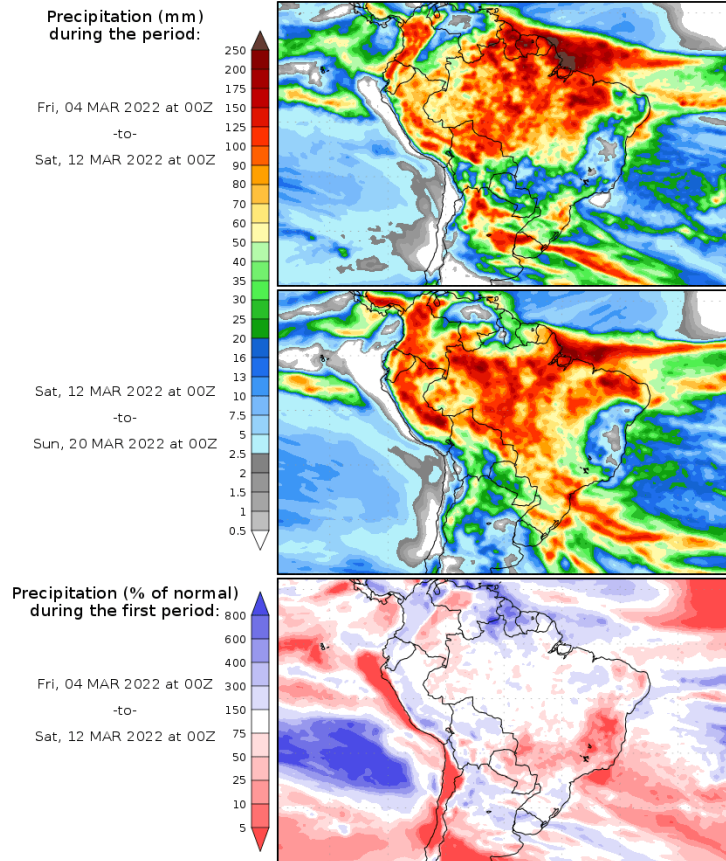 Precipitation (mm)
during the period:
Fri, 04 MAR 2022 at 00Z
-to-
Sat, 12 MAR 2022 at 00Z
250
200
175
150
125
100
90
80
70
60
50
40
35
30
25
20
16
13
10
7.5
5
2.5
2
1.5
1
0.5
Sat, 12 MAR 2022 at 00Z
-to-
Sun, 20 MAR 2022 at 00Z
Precipitation (% of normal)
during the first period:
Fri, 04 MAR 2022 at 00Z
-to-
Sat, 12 MAR 2022 at 00Z
800
600
400
300
150
75
50
25
10
5